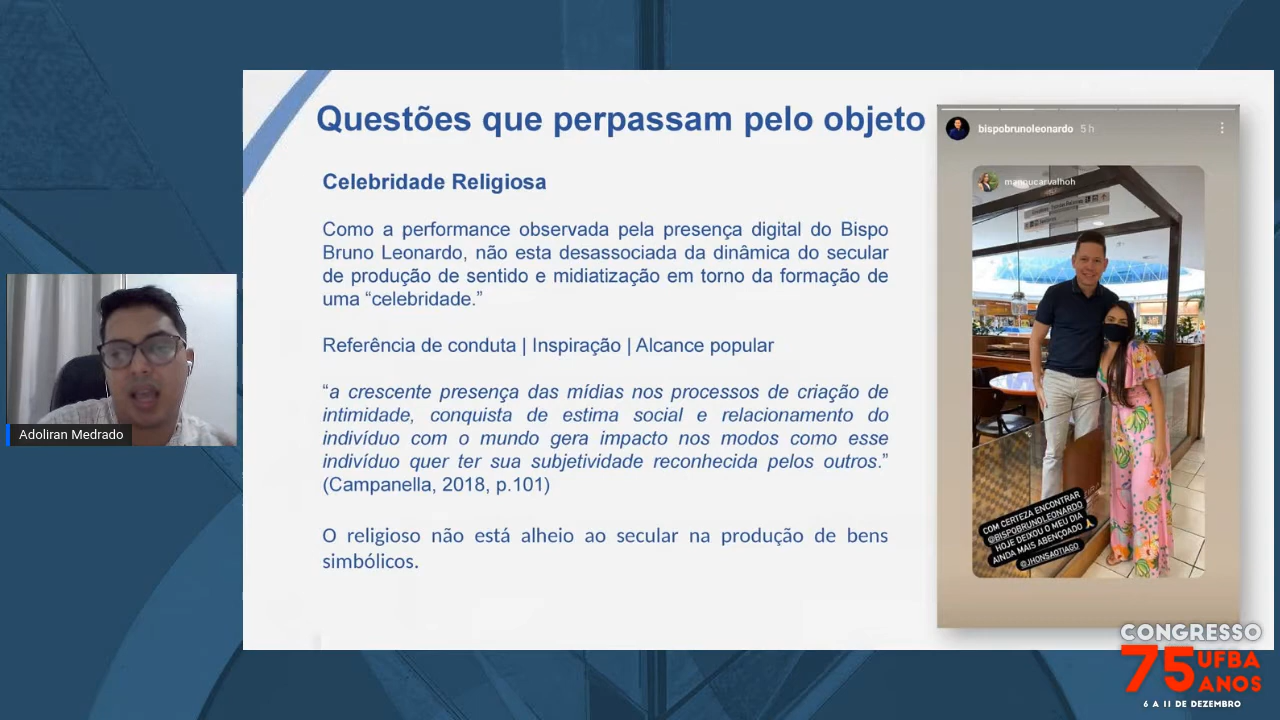 Questões que perpassam pelo objeto
Celebridade Religiosa
Como a performance observada pela presença digital do Bispo
Bruno Leonardo, não esta desassociada da dinâmica do secular
de produção de sentido e midiatização em torno da formação de
uma “celebridade.”
Referência de conduta | Inspiração | Alcance popular
“a crescente presença das mídias nos processos de criação de
intimidade, conquista de estima social e relacionamento do
indivíduo com o mundo gera impacto nos modos como esse
indivíduo quer ter sua subjetividade reconhecida pelos outros.”
(Campanella, 2018, p.101)
O religioso não está alheio ao secular na produção de bens
simbólicos.
bispobrunoleonardo 5 h
manoucarvalhoh
COM CERTEZA ENCONTRAR
@BISPOBRUNOLEONARDO
HOJE DEIXOU O MEU DIA
AINDA MAIS ABENÇOADO
@JHONSAOTIAGO
Adoliran Medrado
CONGRESSO
75 UFBA
ANOS
6 A 11 DE DEZEMBRO